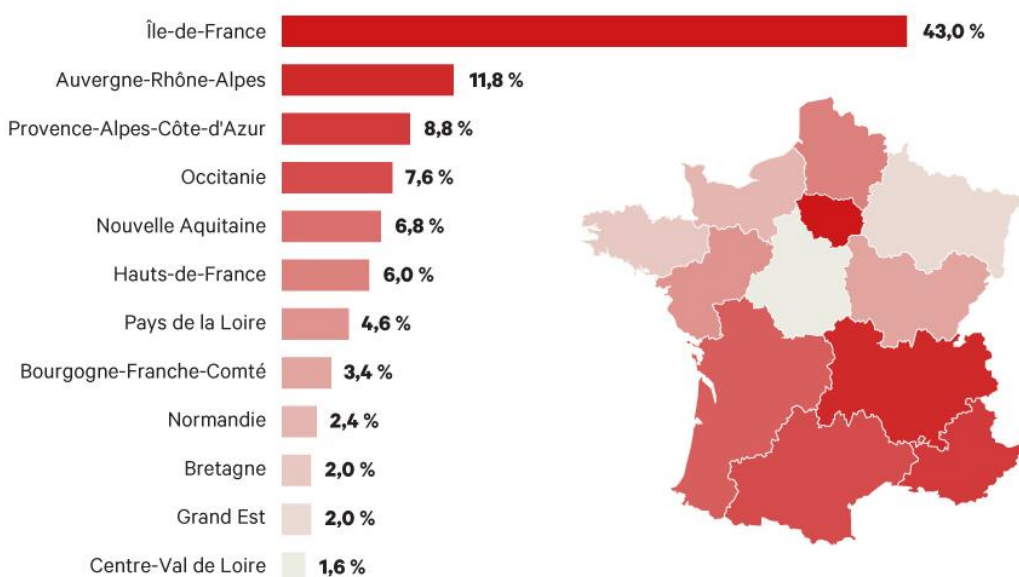 Île-de-France 43,0 %
Auvergne-Rhône-Alpes 11,8 %
Provence-Alpes-Côte-d'Azur 8,8 %
Occitanie 7,6 %
Nouvelle Aquitaine 6,8 %
Hauts-de-France 6,0 %
Pays de la Loire 4,6 %
Bourgogne-Franche-Comté 3,4 %
Normandie 2,4 %
Bretagne 2,0 %
Grand Est 2,0 %
Centre-Val de Loire 1,6 %